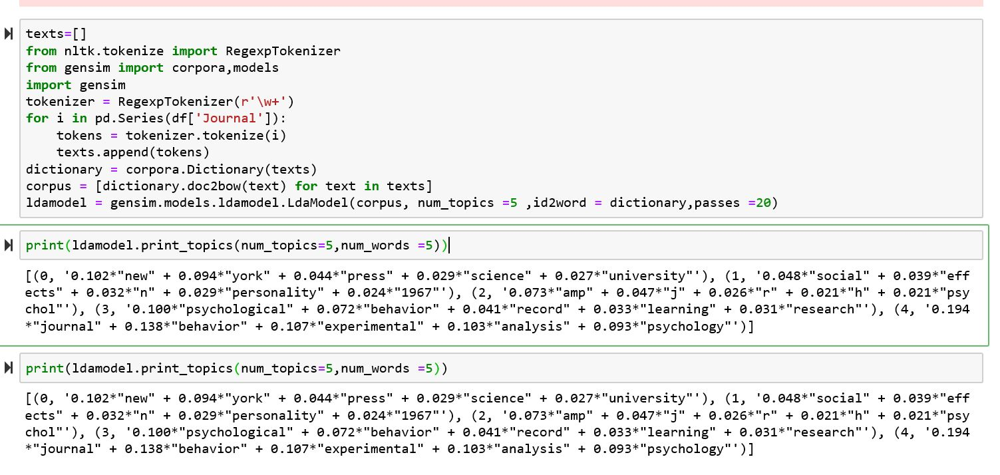 texts=[]
from nltk.tokenize import RegexpTokenizer
from gensim import corpora,models
import gensim
tokenizer = RegexpTokenizer(r'\w+')
for i in pd.Series(df['Journal']):
    tokens = tokenizer.tokenize(i)
    texts.append(tokens)
dictionary = corpora.Dictionary(texts)
corpus = [dictionary.doc2bow(text) for text in texts]
ldamodel = gensim.models.ldamodel.LdaModel(corpus, num_topics =5 ,id2word = dictionary,passes =20)
print(ldamodel.print_topics(num_topics=5,num_words =5))
[(0, '0.102*"new" + 0.094*"york" + 0.044*"press" + 0.029*"science" + 0.027*"university"'), (1, '0.048*"social" + 0.039*"eff
ects" + 0.032*"n" + 0.029*"personality" + 0.024*"1967"'), (2, '0.073*"amp" + 0.047*"j" + 0.026*"r" + 0.021*"h" + 0.021*"psy
chol"'), (3, '0.100*"psychological" + 0.072*"behavior" + 0.041*"record" + 0.033*"learning" + 0.031*"research"'), (4, '0.194
*"journal" + 0.138*"behavior" + 0.107*"experimental" + 0.103*"analysis" + 0.093*"psychology"')]
print(ldamodel.print_topics(num_topics=5,num_words =5))
[(0, '0.102*"new" + 0.094*"york" + 0.044*"press" + 0.029*"science" + 0.027*"university"'), (1, '0.048*"social" + 0.039*"eff
ects" + 0.032*"n" + 0.029*"personality" + 0.024*"1967"'), (2, '0.073*"amp" + 0.047*"j" + 0.026*"r" + 0.021*"h" + 0.021*"psy
chol"'), (3, '0.100*"psychological" + 0.072*"behavior" + 0.041*"record" + 0.033*"learning" + 0.031*"research"'), (4, '0.194
*"journal" + 0.138*"behavior" + 0.107*"experimental" + 0.103*"analysis" + 0.093*"psychology"')]